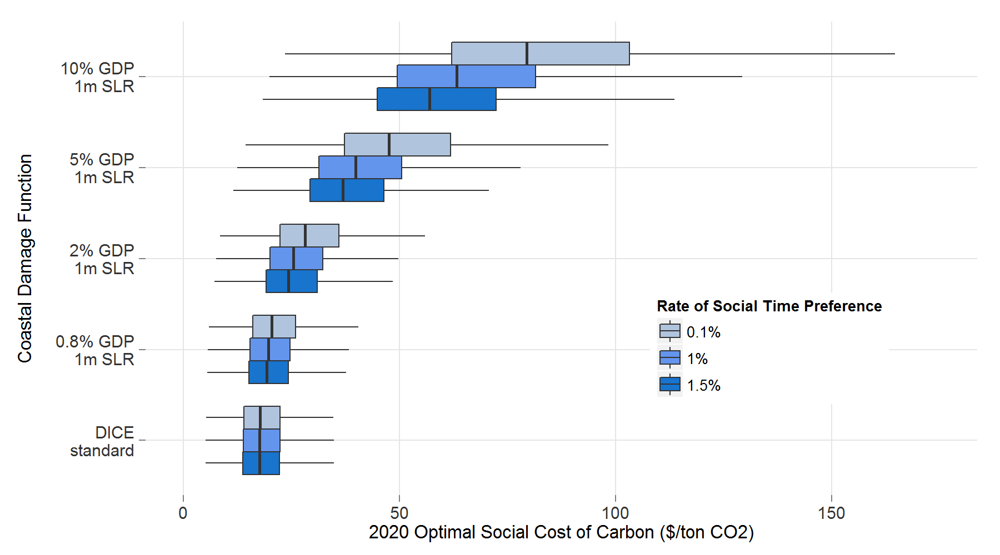 10% GDP
1m SLR
5% GDP
1m SLR
2% GDP
1m SLR
0.8% GDP
1m SLR
DICE
standard
Coastal Damage Function
Rate of Social Time Preference
0.1%
1%
1.5%
0
50
100
150
2020 Optimal Social Cost of Carbon ($/ton CO2)